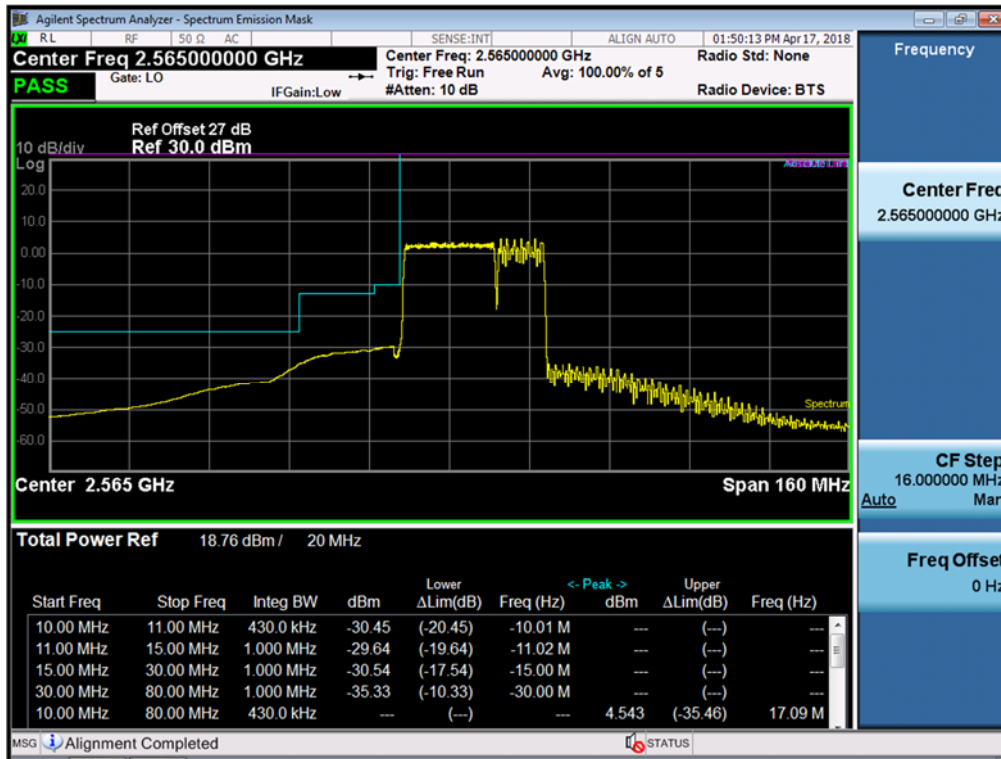 Agilent Spectrum Analyzer - Spectrum Emission Mask
LXI RL RF 50 Ω AC SENSE:INT ALIGN AUTO 01:50:13 PM Apr 17, 2018
Center Freq 2.565000000 GHz
Center Freq: 2.565000000 GHz Radio Std: None
Gate: LO Trig: Free Run Avg: 100.00% of 5
PASS IFGain:Low #Atten: 10 dB Radio Device: BTS
Ref Offset 27 dB
10 dB/div Ref 30.0 dBm
Log
20.0
10.0
0.00
-10.0
-20.0
-30.0
-40.0
-50.0
-60.0
Spectrum
Center 2.565 GHz Span 160 MHz
Total Power Ref 18.76 dBm / 20 MHz
Lower <- Peak -> Upper
Start Freq Stop Freq Integ BW dBm ΔLim(dB) Freq (Hz) dBm ΔLim(dB) Freq (Hz)
10.00 MHz 11.00 MHz 430.0 kHz -30.45 (-20.45) -10.01 M --- (---) ---
11.00 MHz 15.00 MHz 1.000 MHz -29.64 (-19.64) -11.02 M --- (---) ---
15.00 MHz 30.00 MHz 1.000 MHz -30.54 (-17.54) -15.00 M --- (---) ---
30.00 MHz 80.00 MHz 1.000 MHz -35.33 (-10.33) -30.00 M --- (---) ---
10.00 MHz 80.00 MHz 430.0 kHz --- (---) --- 4.543 (-35.46) 17.09 M
MSG Alignment Completed STATUS
Frequency
Center Freq
2.565000000 GHz
CF Step
16.000000 MHz
Auto Man
Freq Offset
0 Hz